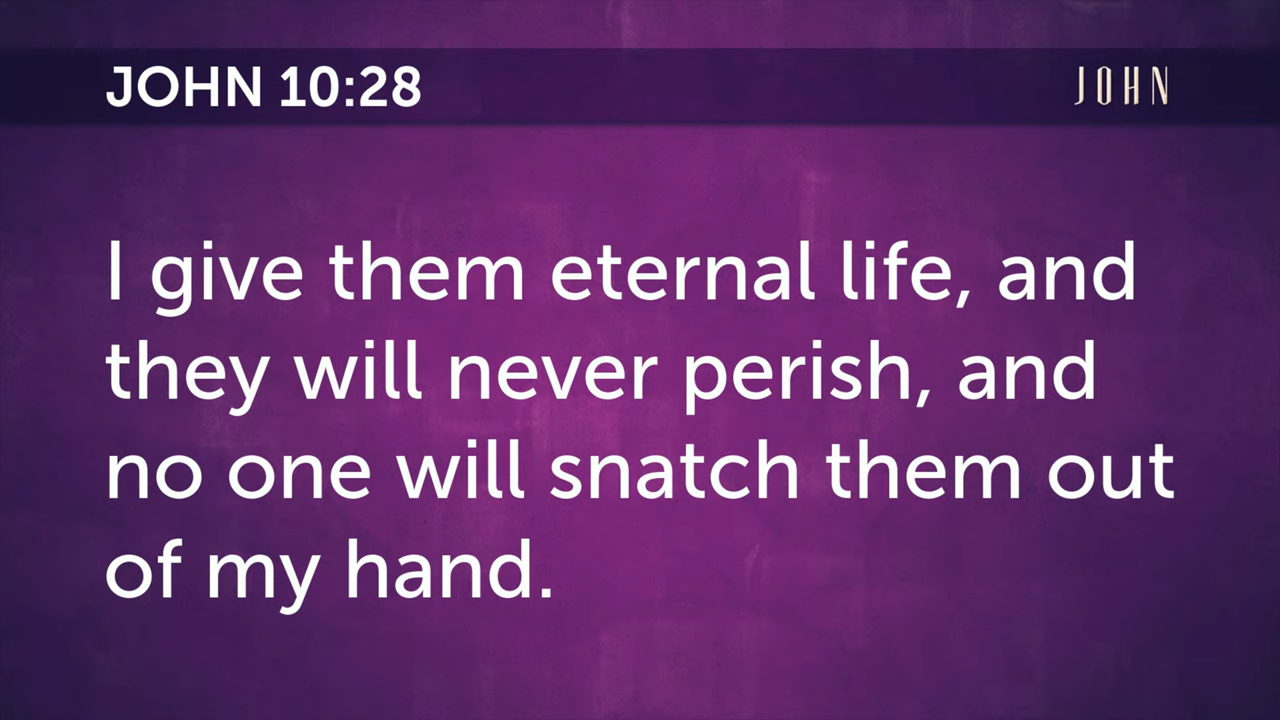 JOHN 10:28
JOHN
I give them eternal life, and
they will never perish, and
no one will snatch them out
of my hand.